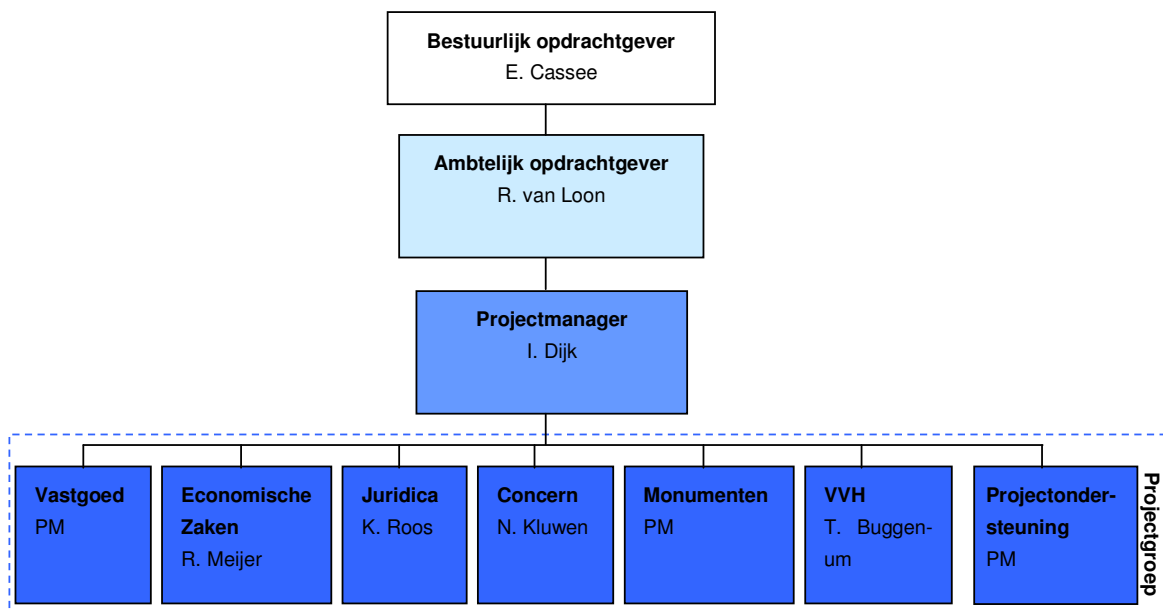 Bestuurlijk opdrachtgever
E. Cassee
Ambtelijk opdrachtgever
R. van Loon
Projectmanager
I. Dijk
Vastgoed
PM
Economische
Zaken
R. Meijer
Juridica
K. Roos
Concern
N. Kluwen
Monumenten
PM
VVH
T. Buggen-
um
Projectonder-
steuning
PM
Projectgroep